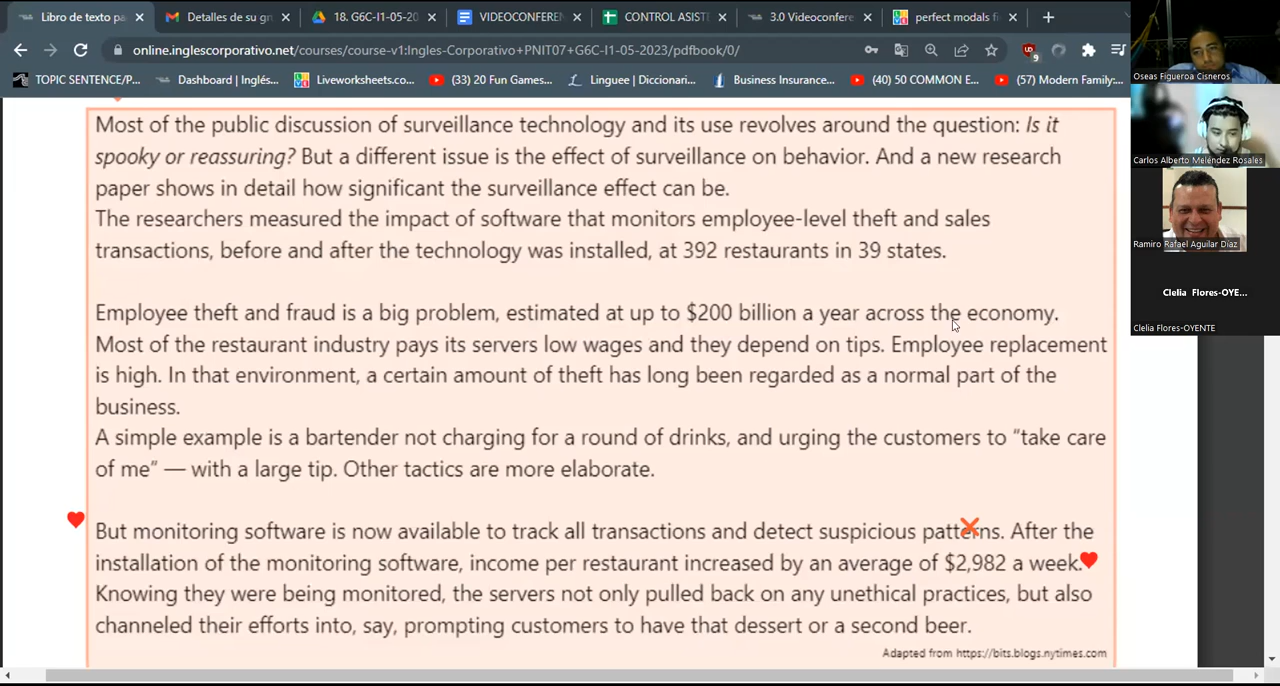 Libro de texto pa
Detalles de su gr
18. G6C-I1-05-20
VIDEOCONFEREN
CONTROL ASIST
3.0 Videoconfere
perfect modals fi
online.inglescorporativo.net/courses/course-v1:Ingles-Corporativo+PNIT07+G6C-I1-05-2023/pdfbook/0/
9
TOPIC SENTENCE/P...
Dashboard | Inglés...
Liveworksheets.co...
(33) 20 Fun Games...
Linguee | Diccionari...
Business Insurance...
(40) 50 COMMON E...
(57) Modern Family:...
Most of the public discussion of surveillance technology and its use revolves around the question: Is it
spooky or reassuring? But a different issue is the effect of surveillance on behavior. And a new research
paper shows in detail how significant the surveillance effect can be.
The researchers measured the impact of software that monitors employee-level theft and sales
transactions, before and after the technology was installed, at 392 restaurants in 39 states.
Employee theft and fraud is a big problem, estimated at up to $200 billion a year across the economy.
Most of the restaurant industry pays its servers low wages and they depend on tips. Employee replacement
is high. In that environment, a certain amount of theft has long been regarded as a normal part of the
business.
A simple example is a bartender not charging for a round of drinks, and urging the customers to “take care
of me” — with a large tip. Other tactics are more elaborate.
But monitoring software is now available to track all transactions and detect suspicious patterns. After the
installation of the monitoring software, income per restaurant increased by an average of $2,982 a week.
Knowing they were being monitored, the servers not only pulled back on any unethical practices, but also
channeled their efforts into, say, prompting customers to have that dessert or a second beer.
Adapted from https://bits.blogs.nytimes.com
Oseas Figueroa Cisneros
Carlos Alberto Meléndez Rosales
Ramiro Rafael Aguilar Díaz
Clelia Flores-OYE...
Clelia Flores-OYENTE